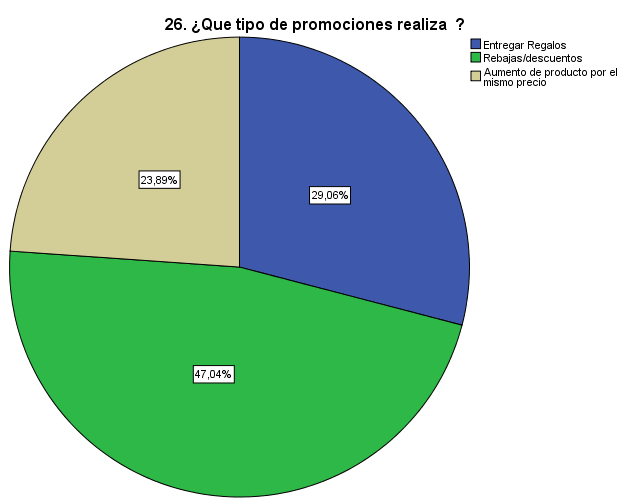 26. ¿Que tipo de promociones realiza  ?
Entregar Regalos
Rebajas/descuentos
Aumento de producto por el
mismo precio
23,89%
29,06%
47,04%